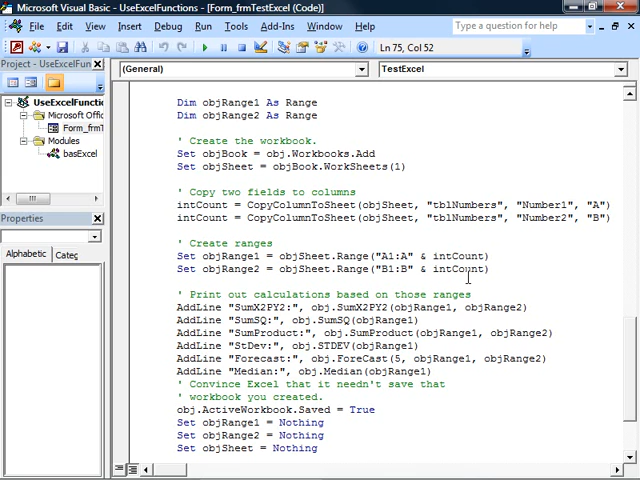 Microsoft Visual Basic - UseExcelFunctions - [Form_frmTestExcel (Code)]
File Edit View Insert Debug Run Tools Add-Ins Window Help
Type a question for help
Ln 75, Col 52
Project - UseExcelFun
UseExcelFunction
Microsoft Offic
Form_frmT
Modules
basExcel
Properties
Alphabetic Categ
(General)
TestExcel
Dim objRange1 As Range
Dim objRange2 As Range
' Create the workbook.
Set objBook = obj.Workbooks.Add
Set objSheet = objBook.WorkSheets(1)
' Copy two fields to columns
intCount = CopyColumnToSheet(objSheet, "tblNumbers", "Number1", "A")
intCount = CopyColumnToSheet(objSheet, "tblNumbers", "Number2", "B")
' Create ranges
Set objRange1 = objSheet.Range("A1:A" & intCount)
Set objRange2 = objSheet.Range("B1:B" & intCount)
' Print out calculations based on those ranges
AddLine "SumX2PY2:", obj.SumX2PY2(objRange1, objRange2)
AddLine "SumSQ:", obj.SumSQ(objRange1)
AddLine "SumProduct:", obj.SumProduct(objRange1, objRange2)
AddLine "StDev:", obj.STDEV(objRange1)
AddLine "Forecast:", obj.ForeCast(5, objRange1, objRange2)
AddLine "Median:", obj.Median(objRange1)
' Convince Excel that it needn't save that
' workbook you created.
obj.ActiveWorkbook.Saved = True
Set objRange1 = Nothing
Set objRange2 = Nothing
Set objSheet = Nothing